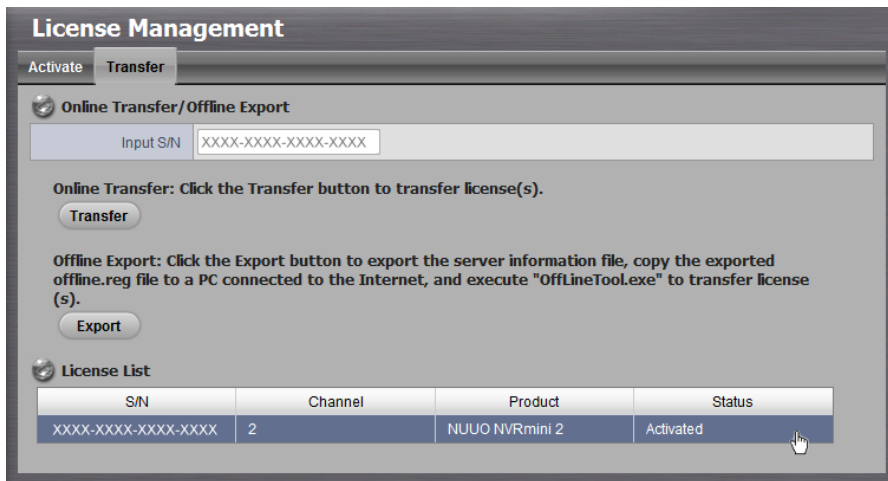 License Management
Activate Transfer
Online Transfer/Offline Export
Input S/N XXXX-XXXX-XXXX-XXXX
Online Transfer: Click the Transfer button to transfer license(s).
Transfer
Offline Export: Click the Export button to export the server information file, copy the exported
offline.reg file to a PC connected to the Internet, and execute "OffLineTool.exe" to transfer license
(s).
Export
License List
S/N Channel Product Status
XXXX-XXXX-XXXX-XXXX 2 NUUO NVRmini 2 Activated